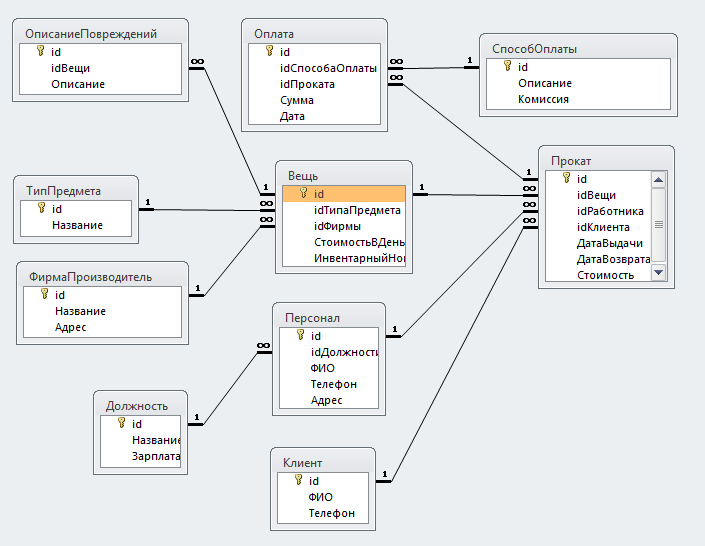 ОписаниеПовреждений
id
idВещи
Описание
Оплата
id
idСпособаОплаты
idПроката
Сумма
Дата
СпособОплаты
id
Описание
Комиссия
ТипПредмета
id
Название
Вещь
id
idТипаПредмета
idФирмы
СтоимостьВДень
ИнвентарныйНо
Прокат
id
idВещи
idРаботника
idКлиента
ДатаВыдачи
ДатаВозврата
Стоимость
ФирмаПроизводитель
id
Название
Адрес
Персонал
id
idДолжности
ФИО
Телефон
Адрес
Должность
id
Название
Зарплата
Клиент
id
ФИО
Телефон
∞
1
∞
1
∞
1
1
∞
1
∞
1
∞
∞
1
∞
1
∞
1